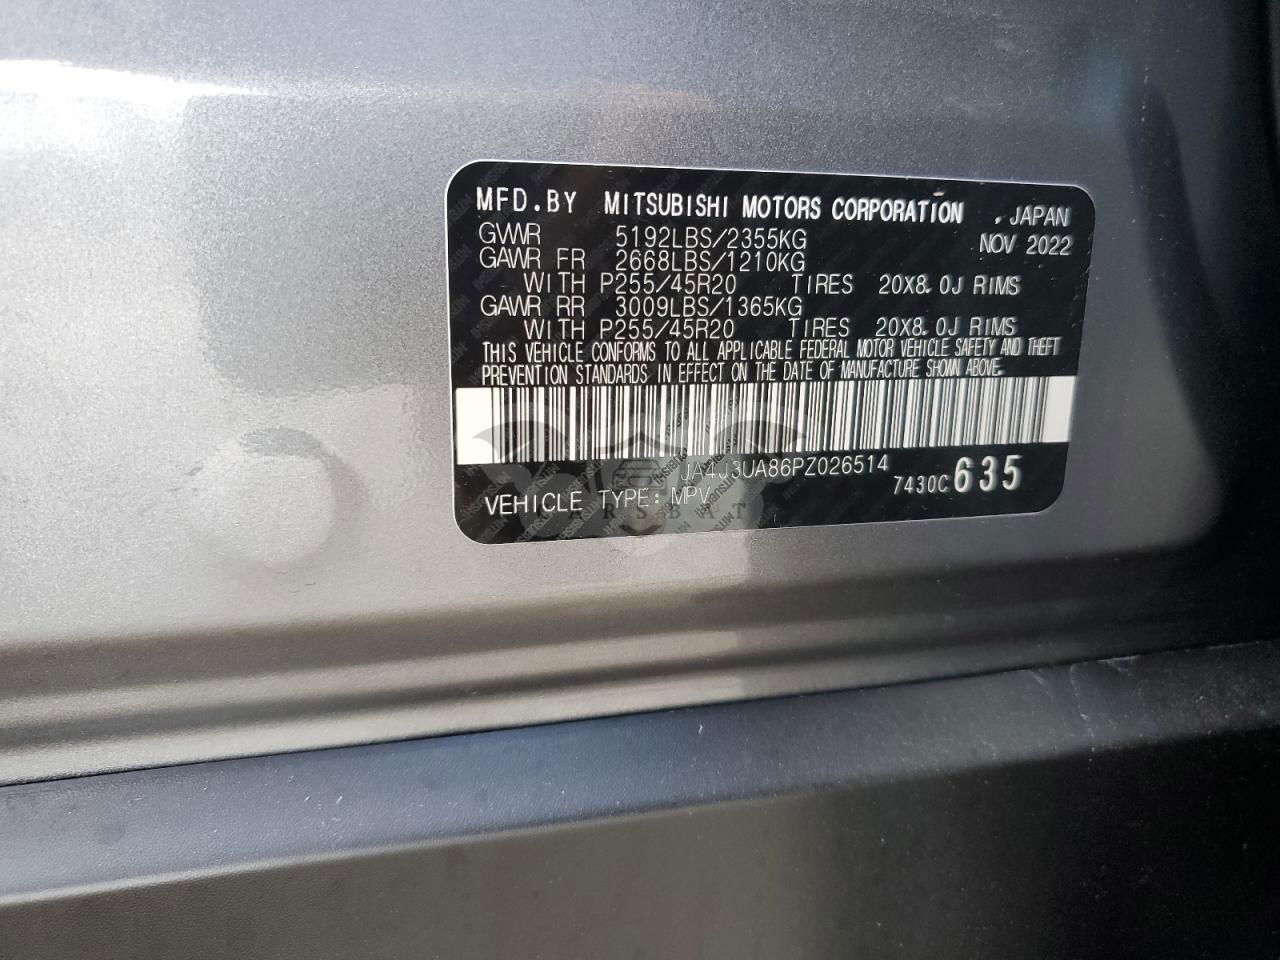 MFD.BY MITSUBISHI MOTORS CORPORATION , JAPAN
GVWR 5192LBS/2355KG NOV 2022
GAWR FR 2668LBS/1210KG
WITH P255/45R20 TIRES 20X8.0J RIMS
GAWR RR 3009LBS/1365KG
WITH P255/45R20 TIRES 20X8.0J RIMS
THIS VEHICLE CONFORMS TO ALL APPLICABLE FEDERAL MOTOR VEHICLE SAFETY AND THEFT
PREVENTION STANDARDS IN EFFECT ON THE DATE OF MANUFACTURE SHOWN ABOVE.
JA4J3UA86PZ026514
7430C 635
VEHICLE TYPE: MPV
CARSBAT